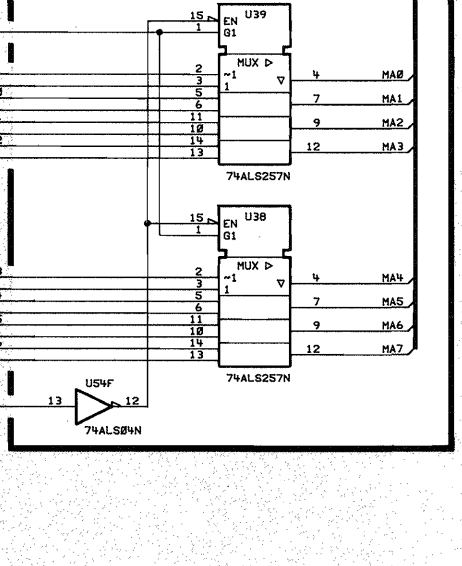 15 EN U39
1 G1
MUX ▷
2 ~1 4 MA0
3 1 ▽
5 7 MA1
6
11 9 MA2
10
14 12 MA3
13
74ALS257N
15 EN U38
1 G1
MUX ▷
2 ~1 4 MA4
3 1 ▽
5 7 MA5
6
11 9 MA6
10
14 12 MA7
13
74ALS257N
U54F
13 12
74ALS04N